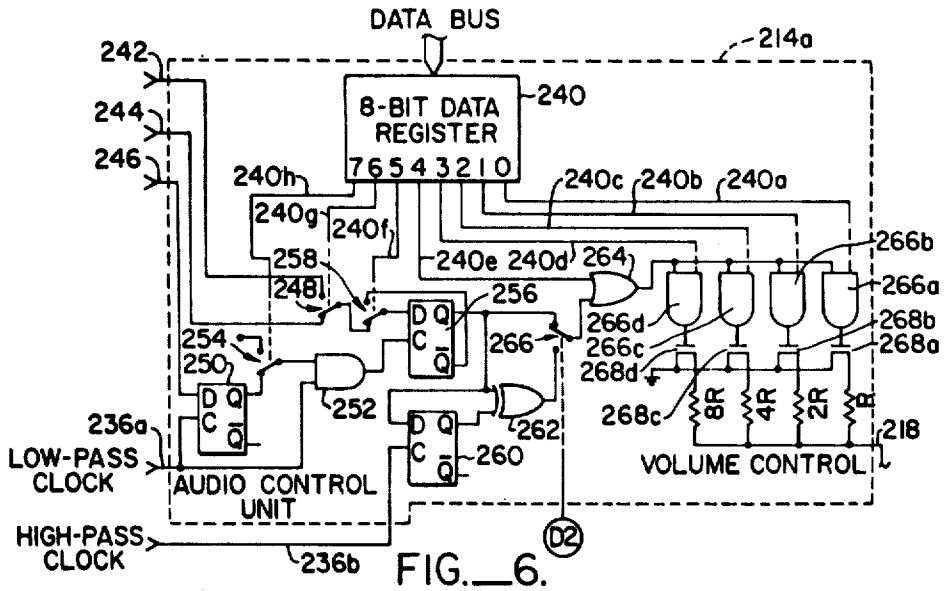 DATA BUS
242
214a
240
8-BIT DATA
REGISTER
244
246
7 6 5 4 3 2 1 0
240h
240c
240b
240a
240g
240f
264
266b
258
240e
240d
266a
248
D Q
256
C
Q
266
266d
266c
268b
254
250
268d
268c
268a
D Q
252
Q
D Q
C
262
8R
4R
2R
R
236a
Q
260
218
LOW-PASS
CLOCK
AUDIO CONTROL
UNIT
VOLUME CONTROL
HIGH-PASS
CLOCK
236b
D2
FIG.__6.